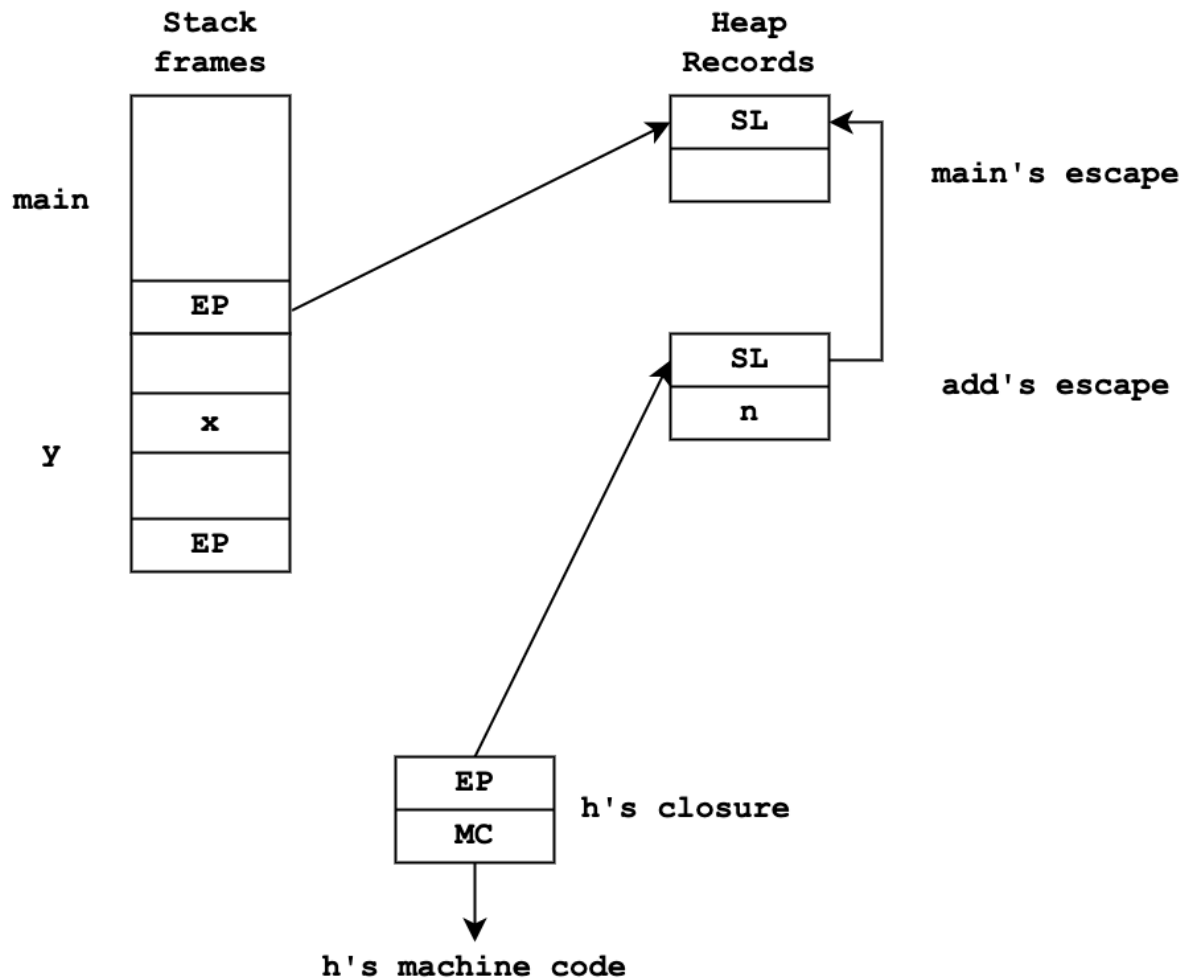 Stack
frames
Heap
Records
SL
main's escape
main
EP
SL
add's escape
x
n
y
EP
EP
h's closure
MC
h's machine code